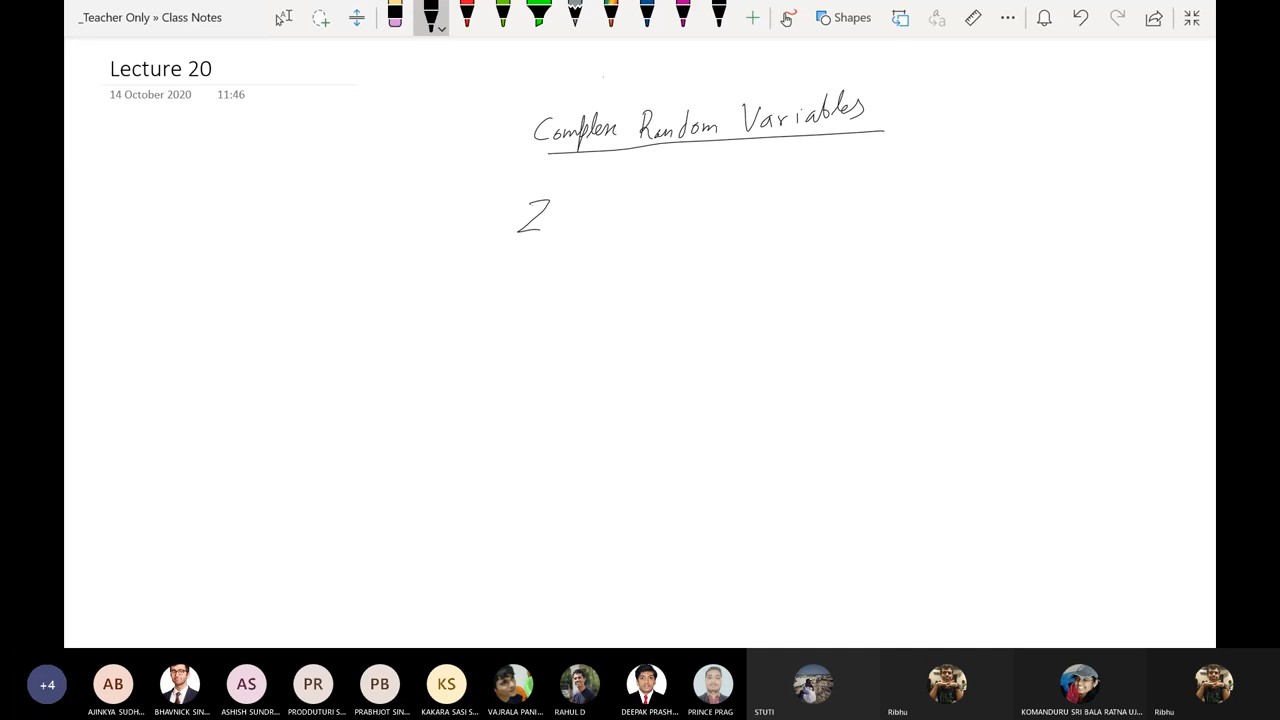 _Teacher Only » Class Notes
Shapes
Lecture 20
14 October 2020 11:46
Complex Random Variables
Z
+4 AB AS PR PB KS
AJINKYA SUDH... BHAVNICK SIN... ASHISH SUNDR... PRODDUTURI S... PRABHJOT SIN... KAKARA SASI S... VAJRALA PANI... RAHUL D DEEPAK PRASH... PRINCE PRAG STUTI Ribhu KOMANDURU SRI BALA RATNA UJ... Ribhu